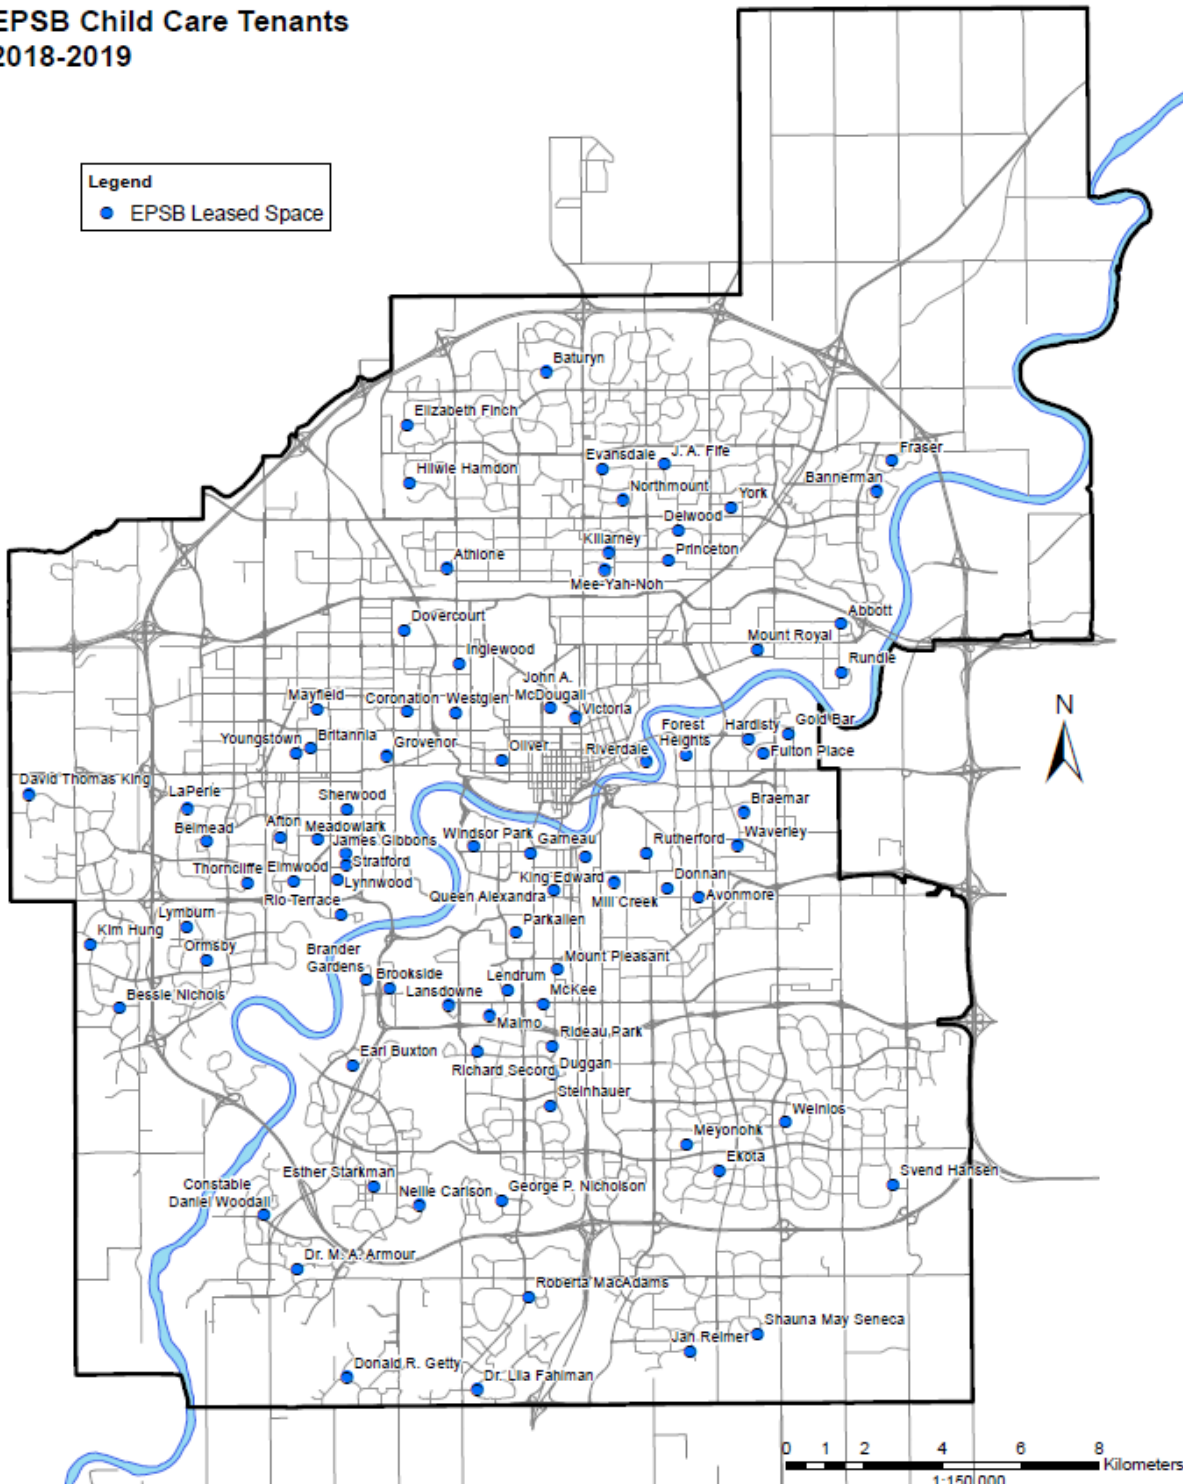 EPSB Child Care Tenants
2018-2019
Legend
EPSB Leased Space
Baturyn
Elizabeth Finch
Fraser
Evansdale
J. A. Fife
Hilwie Hamdon
Bannerman
Northmount
York
Delwood
Killarney
Princeton
Athlone
Mee-Yah-Noh
Abbott
Dovercourt
Mount Royal
Inglewood
Rundle
John A.
McDougall
Mayfield
Coronation
Westglen
Victoria
N
Forest
Heights
Hardisty
Gold Bar
Youngstown
Britannia
Grovenor
Oliver
Riverdale
Fulton Place
David Thomas King
LaPerle
Sherwood
Braemar
Belmead
Afton
Meadowlark
Windsor Park
Garneau
Rutherford
Waverley
James Gibbons
Stratford
Thorncliffe
Elmwood
Lynnwood
King Edward
Donnan
Rio Terrace
Queen Alexandra
Mill Creek
Avonmore
Lymburn
Parkallen
Kim Hung
Ormsby
Brander
Gardens
Mount Pleasant
Brookside
Lendrum
Bessie Nichols
Lansdowne
McKee
Malmo
Rideau Park
Earl Buxton
Duggan
Richard Secord
Steinhauer
Weinlos
Meyonohk
Ekota
Svend Hansen
Esther Starkman
Constable
Daniel Woodall
Nellie Carlson
George P. Nicholson
Dr. M. A. Armour
Roberta MacAdams
Shauna May Seneca
Jan Reimer
Donald R. Getty
Dr. Lila Fahlman
0 1 2 4 6 8
Kilometers
1:150,000